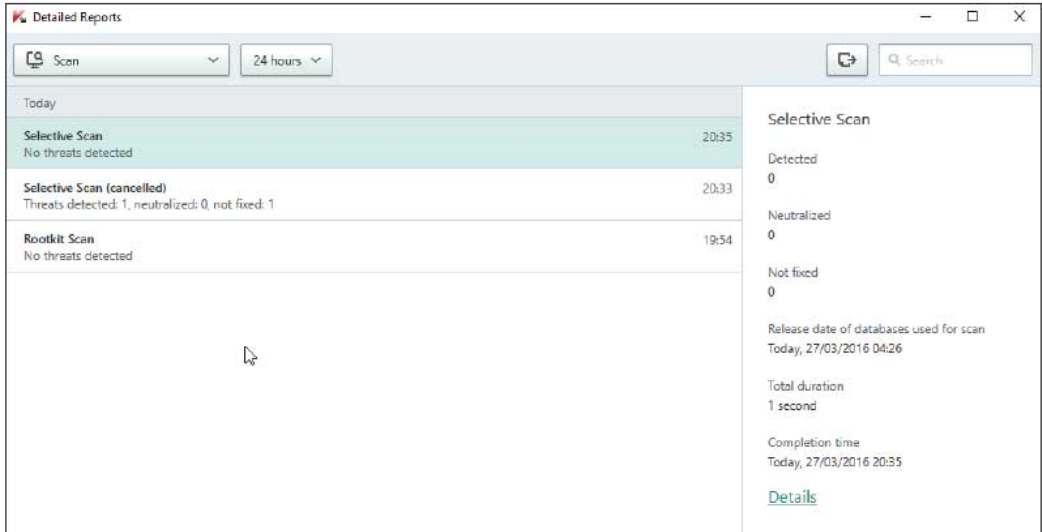 Detailed Reports
Scan
24 hours
Search
Today
Selective Scan 20:35
No threats detected
Selective Scan (cancelled) 20:33
Threats detected: 1, neutralized: 0, not fixed: 1
Rootkit Scan 19:54
No threats detected
Selective Scan
Detected
0
Neutralized
0
Not fixed
0
Release date of databases used for scan
Today, 27/03/2016 04:26
Total duration
1 second
Completion time
Today, 27/03/2016 20:35
Details